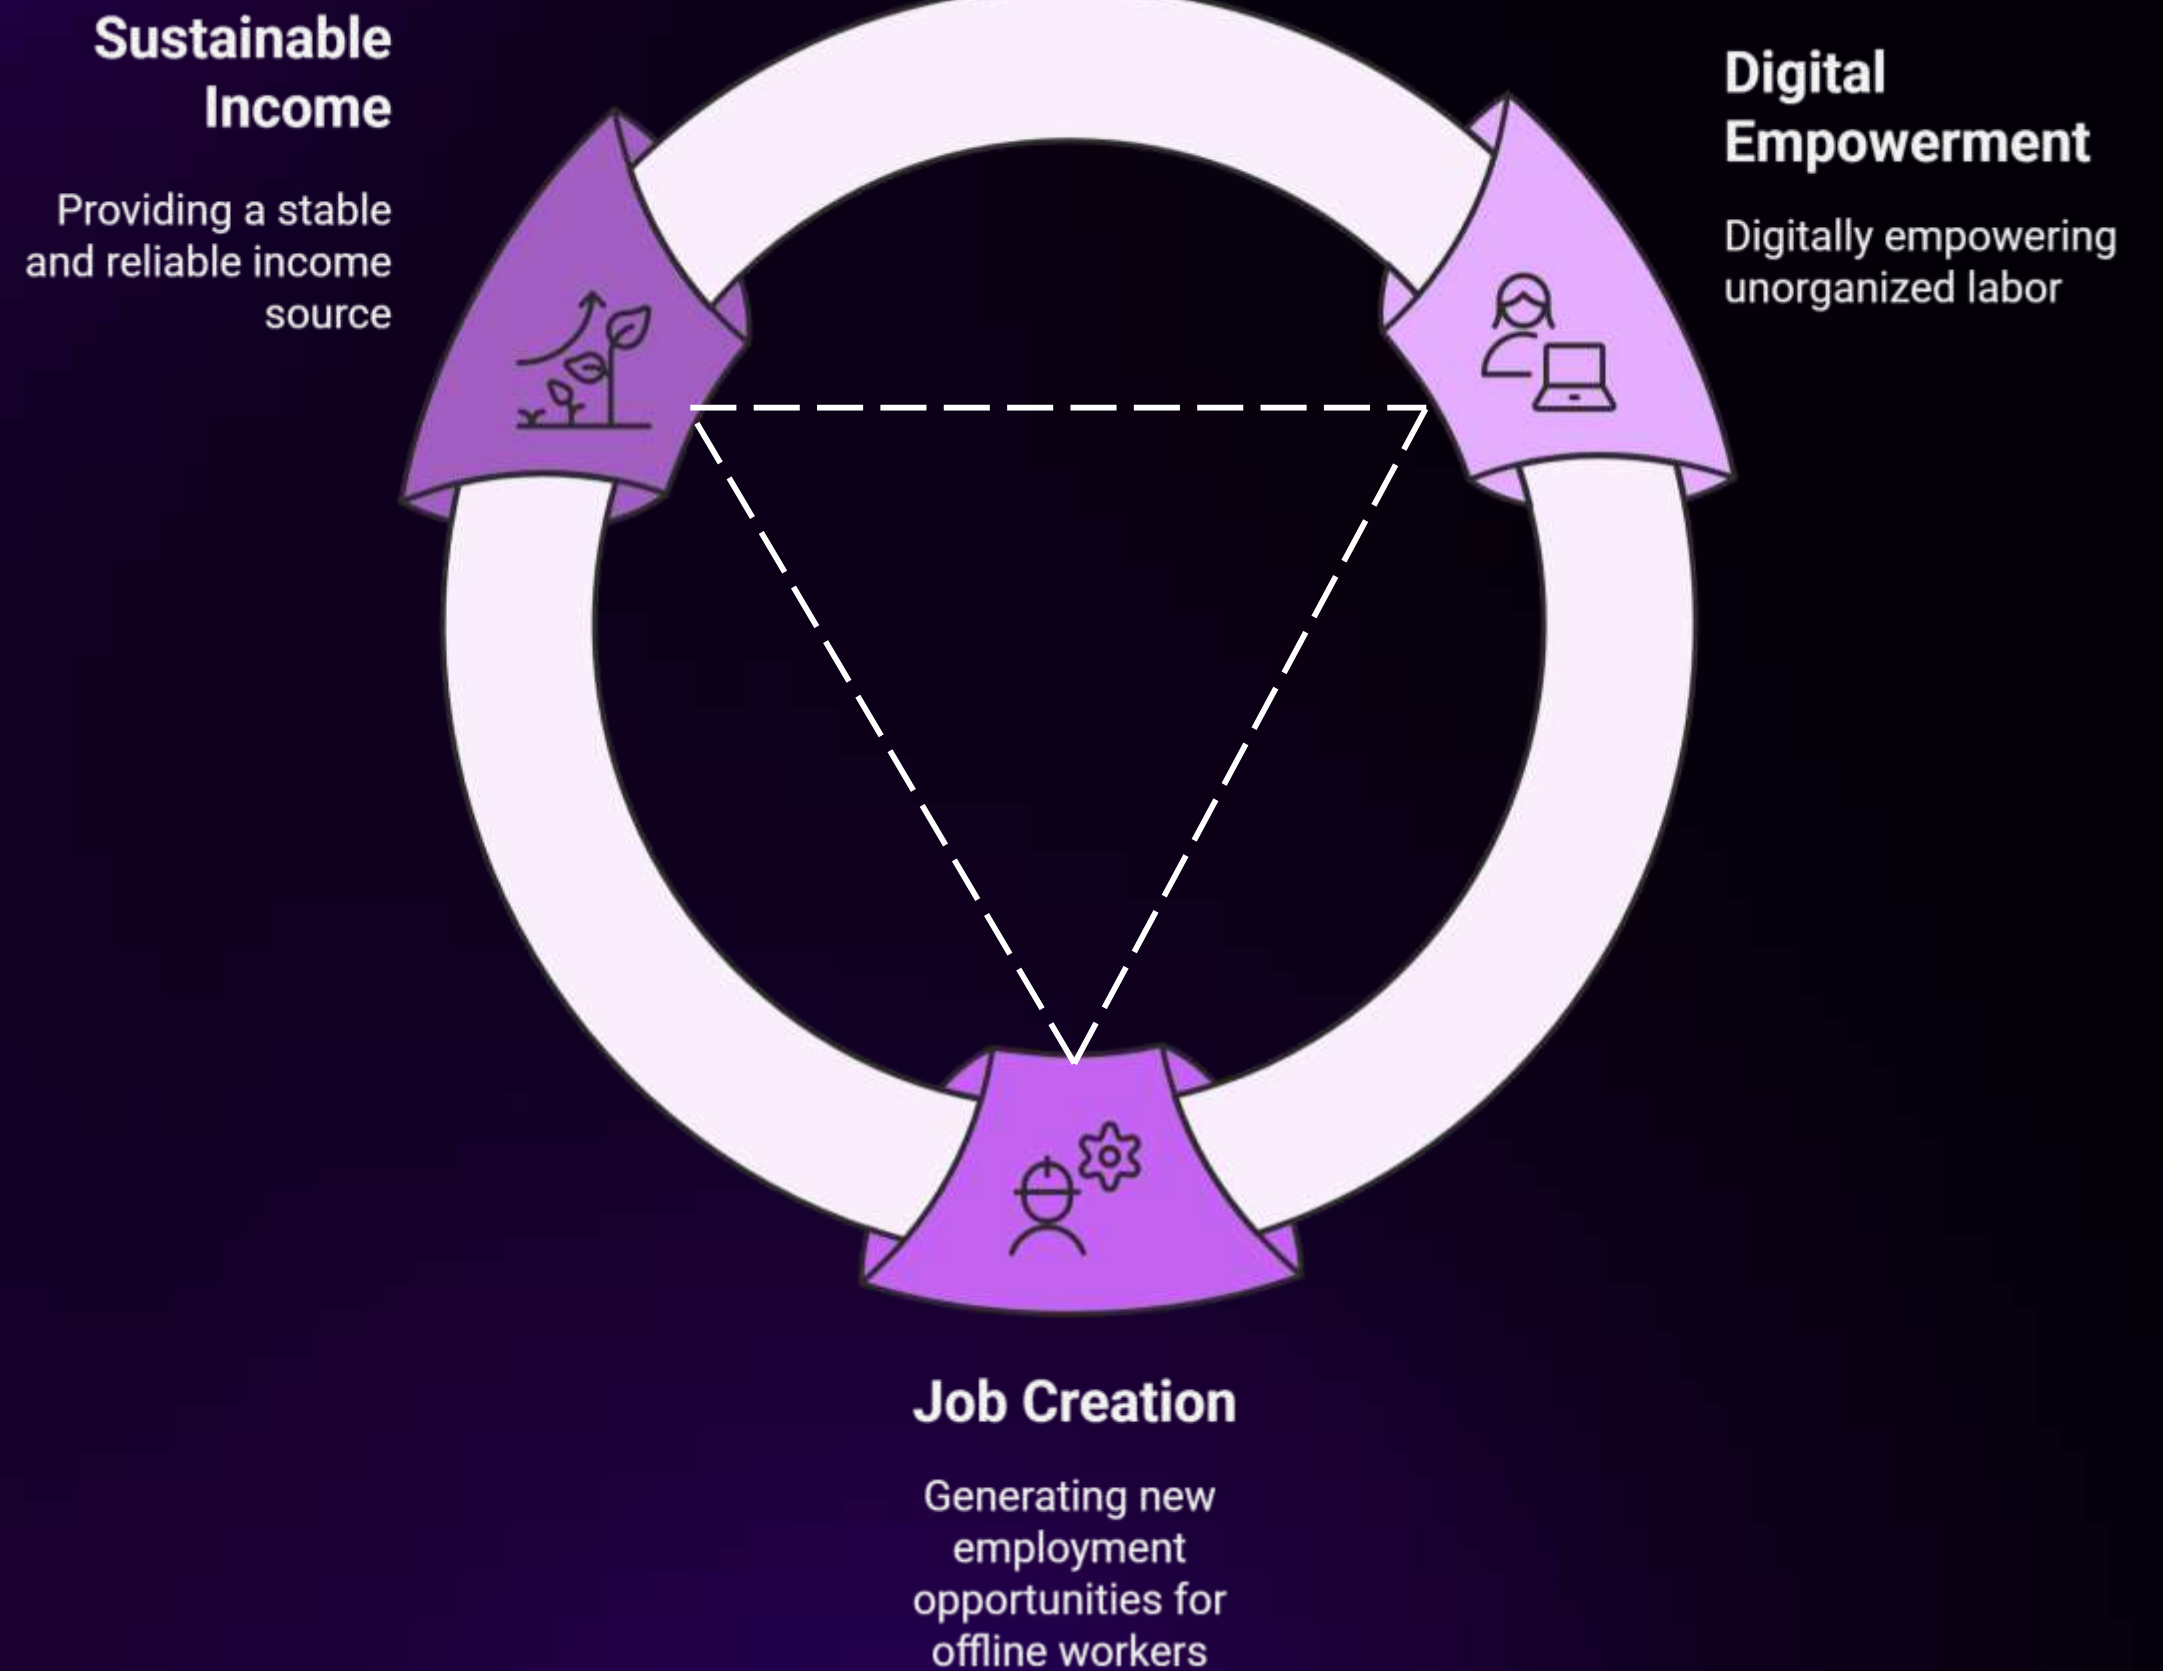 Sustainable
Income
Providing a stable
and reliable income
source
Digital
Empowerment
Digitally empowering
unorganized labor
Job Creation
Generating new
employment
opportunities for
offline workers